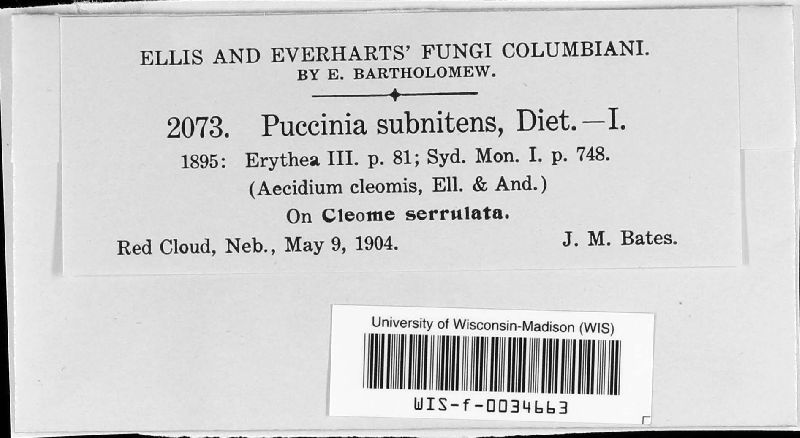 ELLIS AND EVERHARTS' FUNGI COLUMBIANI.
BY E. BARTHOLOMEW.
2073. Puccinia subnitens, Diet.—I.
1895: Erythea III. p. 81; Syd. Mon. I. p. 748.
(Aecidium cleomis, Ell. & And.)
On Cleome serrulata.
Red Cloud, Neb., May 9, 1904. J. M. Bates.
University of Wisconsin-Madison (WIS)
WIS-f-0034663